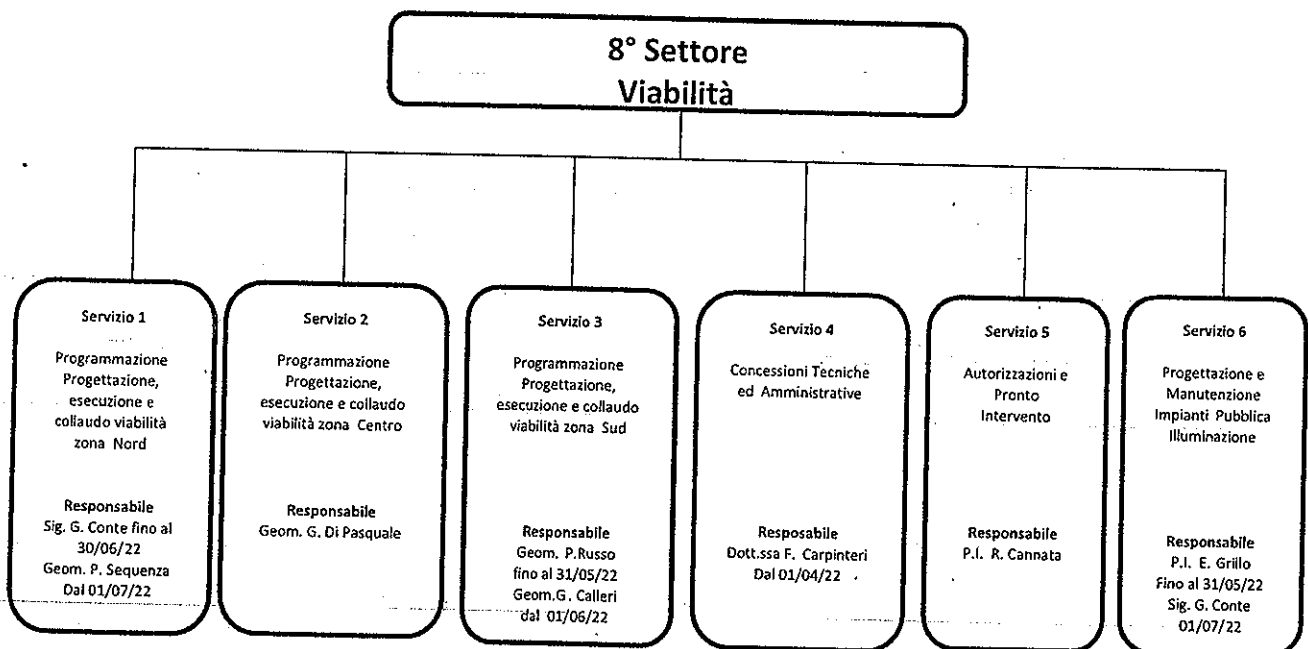 8° Settore
Viabilità
Servizio 1
Programmazione
Progettazione,
esecuzione e
collaudo viabilità
zona Nord
Responsabile
Sig. G. Conte fino al
30/06/22
Geom. P. Sequenza
Dal 01/07/22
Servizio 2
Programmazione
Progettazione,
esecuzione e collaudo
viabilità zona Centro
Responsabile
Geom. G. Di Pasquale
Servizio 3
Programmazione
Progettazione,
esecuzione e collaudo
viabilità zona Sud
Responsabile
Geom. P.Russo
fino al 31/05/22
Geom.G. Calleri
dal 01/06/22
Servizio 4
Concessioni Tecniche
ed Amministrative
Resposabile
Dott.ssa F. Carpinteri
Dal 01/04/22
Servizio 5
Autorizzazioni e
Pronto
Intervento
Responsabile
P.I. R. Cannata
Servizio 6
Progettazione e
Manutenzione
Impianti Pubblica
Illuminazione
Responsabile
P.I. E. Grillo
Fino al 31/05/22
Sig. G. Conte
01/07/22